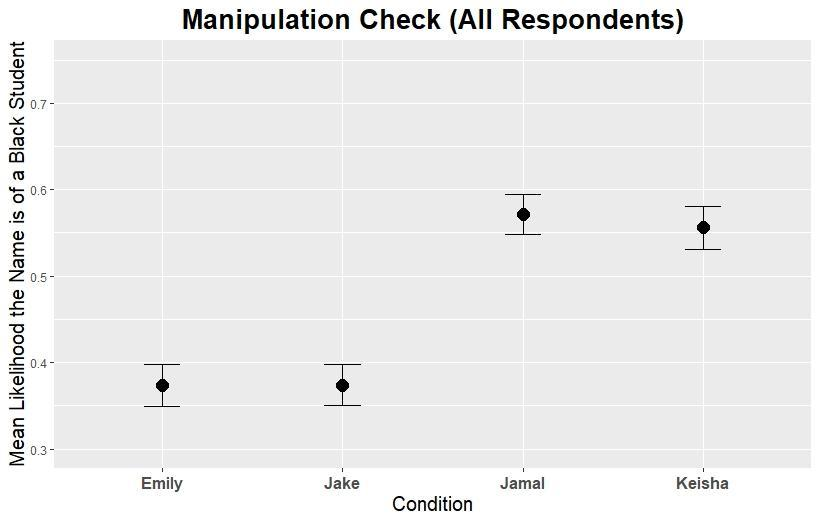 Manipulation Check (All Respondents)
Mean Likelihood the Name is of a Black Student
0.7
0.6
0.5
0.4
0.3
Emily Jake Jamal Keisha
Condition